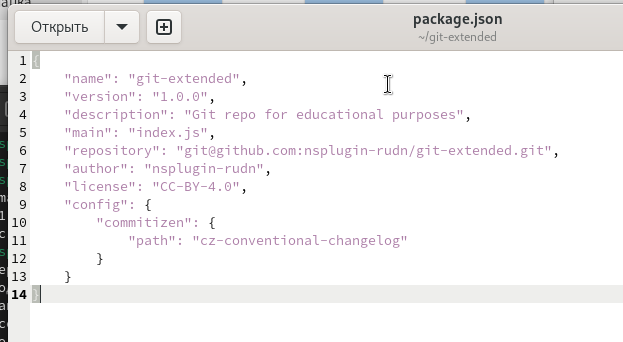 Открыть
package.json
~/git-extended
1 {
2     "name": "git-extended",
3     "version": "1.0.0",
4     "description": "Git repo for educational purposes",
5     "main": "index.js",
6     "repository": "git@github.com:nsplugin-rudn/git-extended.git",
7     "author": "nsplugin-rudn",
8     "license": "CC-BY-4.0",
9     "config": {
10         "commitizen": {
11             "path": "cz-conventional-changelog"
12         }
13     }
14 }